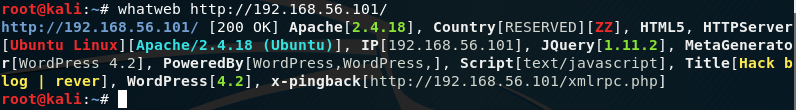 root@kali:~# whatweb http://192.168.56.101/
http://192.168.56.101/ [200 OK] Apache[2.4.18], Country[RESERVED][ZZ], HTML5, HTTPServer
[Ubuntu Linux][Apache/2.4.18 (Ubuntu)], IP[192.168.56.101], JQuery[1.11.2], MetaGenerato
r[WordPress 4.2], PoweredBy[WordPress,WordPress,], Script[text/javascript], Title[Hack b
log | rever], WordPress[4.2], x-pingback[http://192.168.56.101/xmlrpc.php]
root@kali:~#